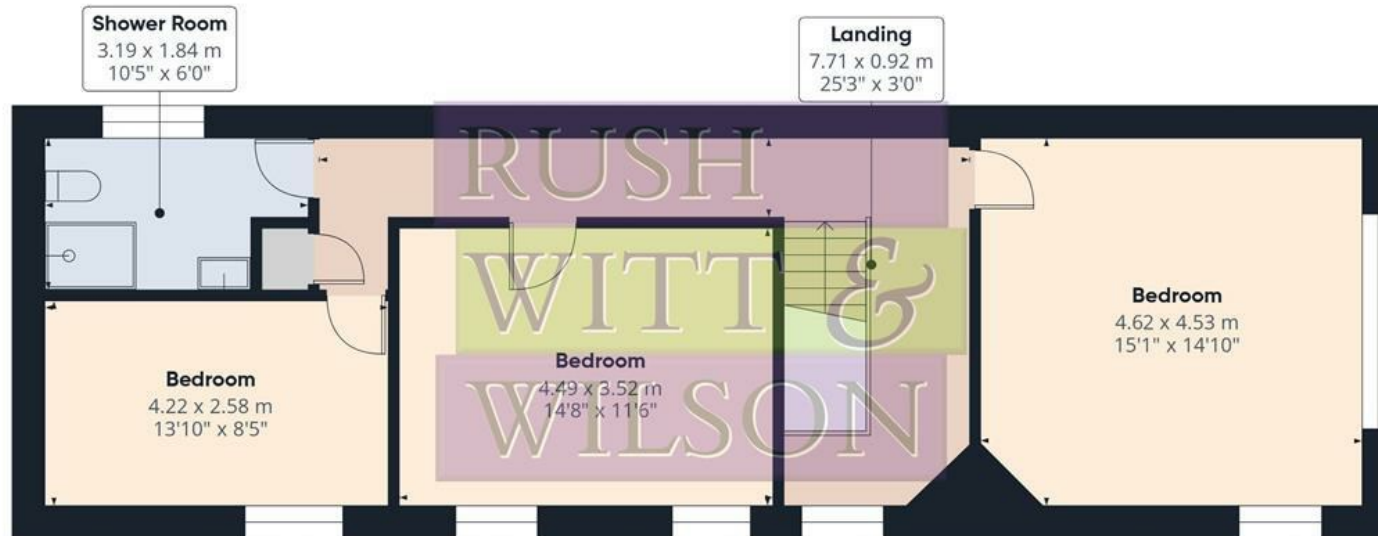 Shower Room
3.19 x 1.84 m
10'5" x 6'0"
Landing
7.71 x 0.92 m
25'3" x 3'0"
RUSH
WITT &
WILSON
Bedroom
4.62 x 4.53 m
15'1" x 14'10"
Bedroom
4.49 x 3.52 m
14'8" x 11'6"
Bedroom
4.22 x 2.58 m
13'10" x 8'5"